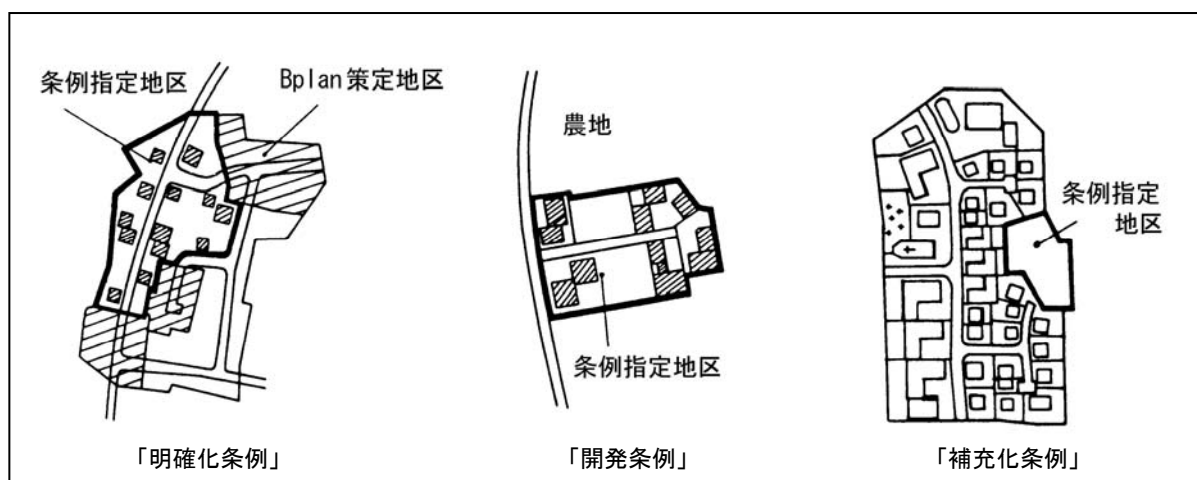 条例指定地区
Bplan策定地区
「明確化条例」
農地
条例指定地区
「開発条例」
条例指定
地区
「補充化条例」